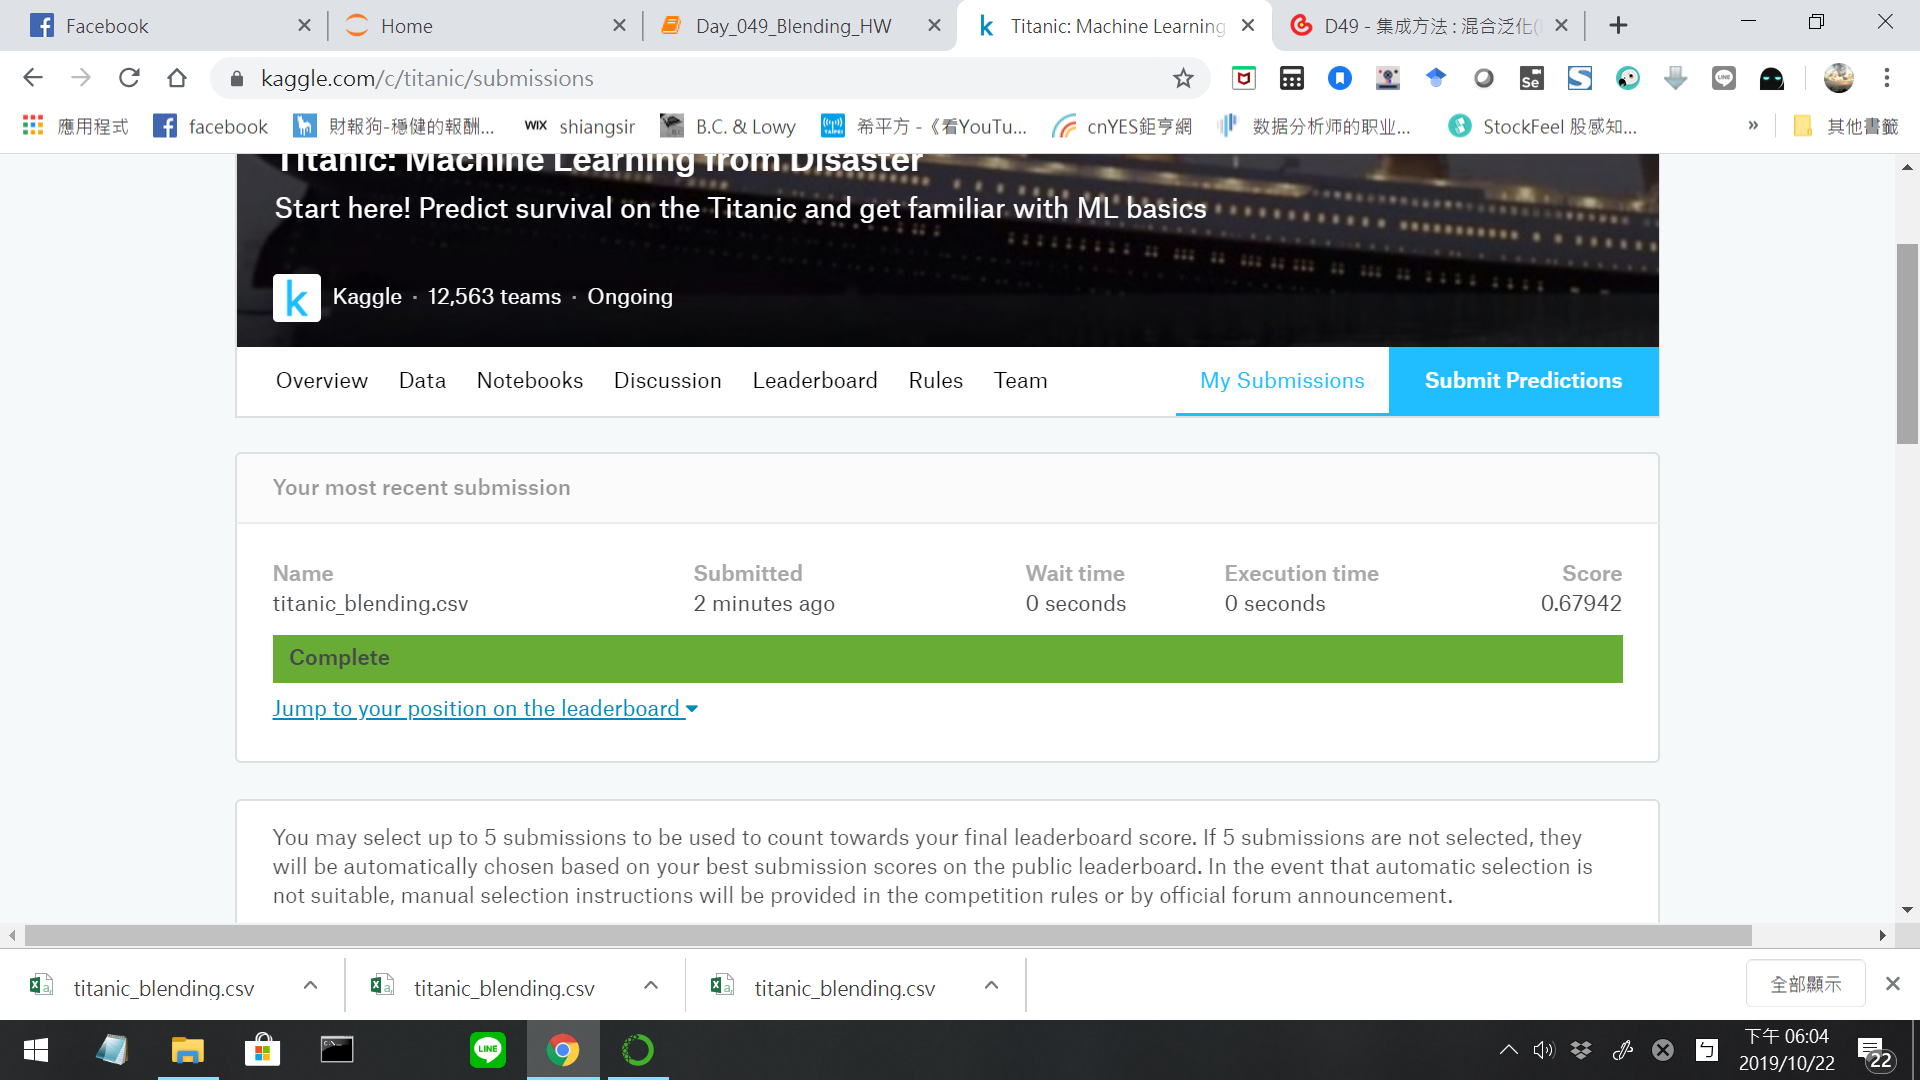 Facebook
Home
Day_049_Blending_HW
Titanic: Machine Learning
D49 - 集成方法 : 混合泛化(
kaggle.com/c/titanic/submissions
應用程式
facebook
財報狗-穩健的報酬...
WIX shiangsir
B.C. & Lowy
希平方 -《看YouTu...
cnYES鉅亨網
数据分析师的职业...
StockFeel 股感知...
»
其他書籤
Titanic: Machine Learning from Disaster
Start here! Predict survival on the Titanic and get familiar with ML basics
k
Kaggle · 12,563 teams · Ongoing
Overview Data Notebooks Discussion Leaderboard Rules Team My Submissions Submit Predictions
Your most recent submission
Name Submitted Wait time Execution time Score
titanic_blending.csv 2 minutes ago 0 seconds 0 seconds 0.67942
Complete
Jump to your position on the leaderboard
You may select up to 5 submissions to be used to count towards your final leaderboard score. If 5 submissions are not selected, they
will be automatically chosen based on your best submission scores on the public leaderboard. In the event that automatic selection is
not suitable, manual selection instructions will be provided in the competition rules or by official forum announcement.
titanic_blending.csv
titanic_blending.csv
titanic_blending.csv
全部顯示
LINE
ㄅ
下午 06:04
2019/10/22
22